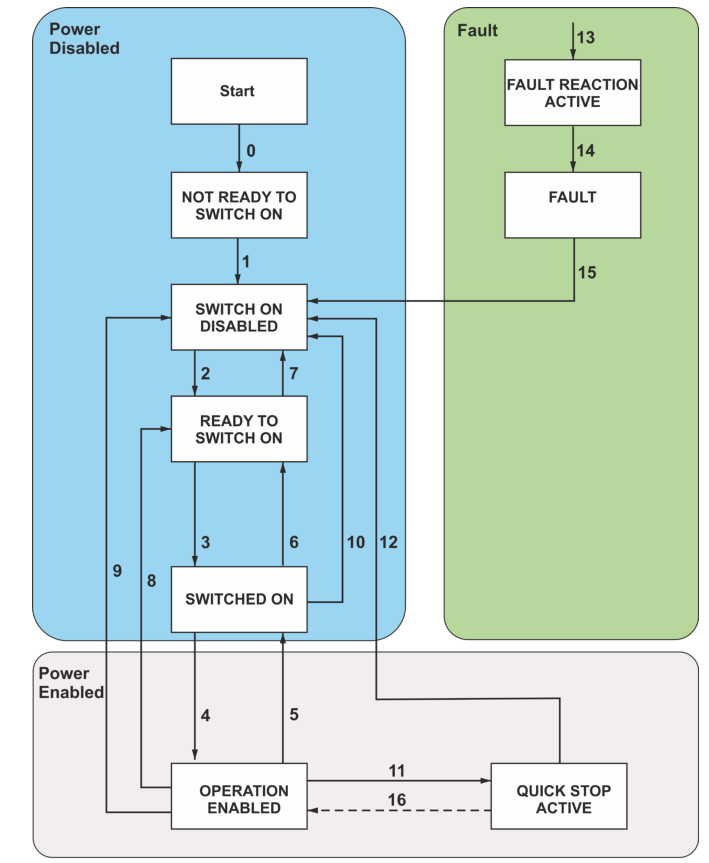 Power
Disabled
Start
0
NOT READY TO
SWITCH ON
1
SWITCH ON
DISABLED
2
7
READY TO
SWITCH ON
3
6
10
12
9
8
SWITCHED ON
Fault
13
FAULT REACTION
ACTIVE
14
FAULT
15
Power
Enabled
4
5
OPERATION
ENABLED
11
16
QUICK STOP
ACTIVE